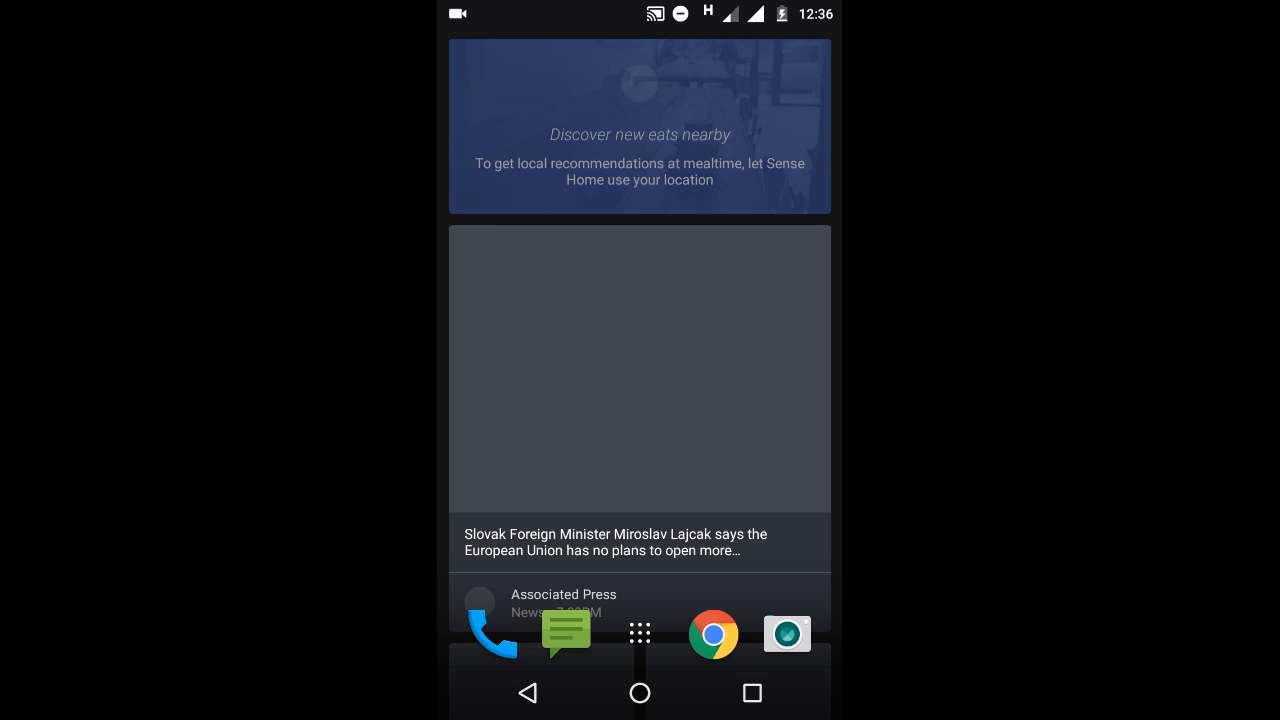 H 12:36
Discover new eats nearby
To get local recommendations at mealtime, let Sense
Home use your location
Slovak Foreign Minister Miroslav Lajcak says the
European Union has no plans to open more…
Associated Press
News